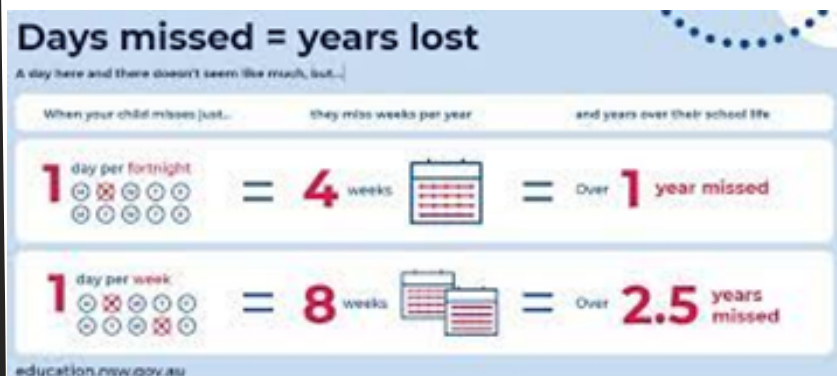 Days missed = years lost
A day here and there doesn't seem like much, but...
When your child misses just... they miss weeks per year and years over their school life
1 day per fortnight = 4 weeks = Over 1 year missed
1 day per week = 8 weeks = Over 2.5 years missed
education.nsw.gov.au